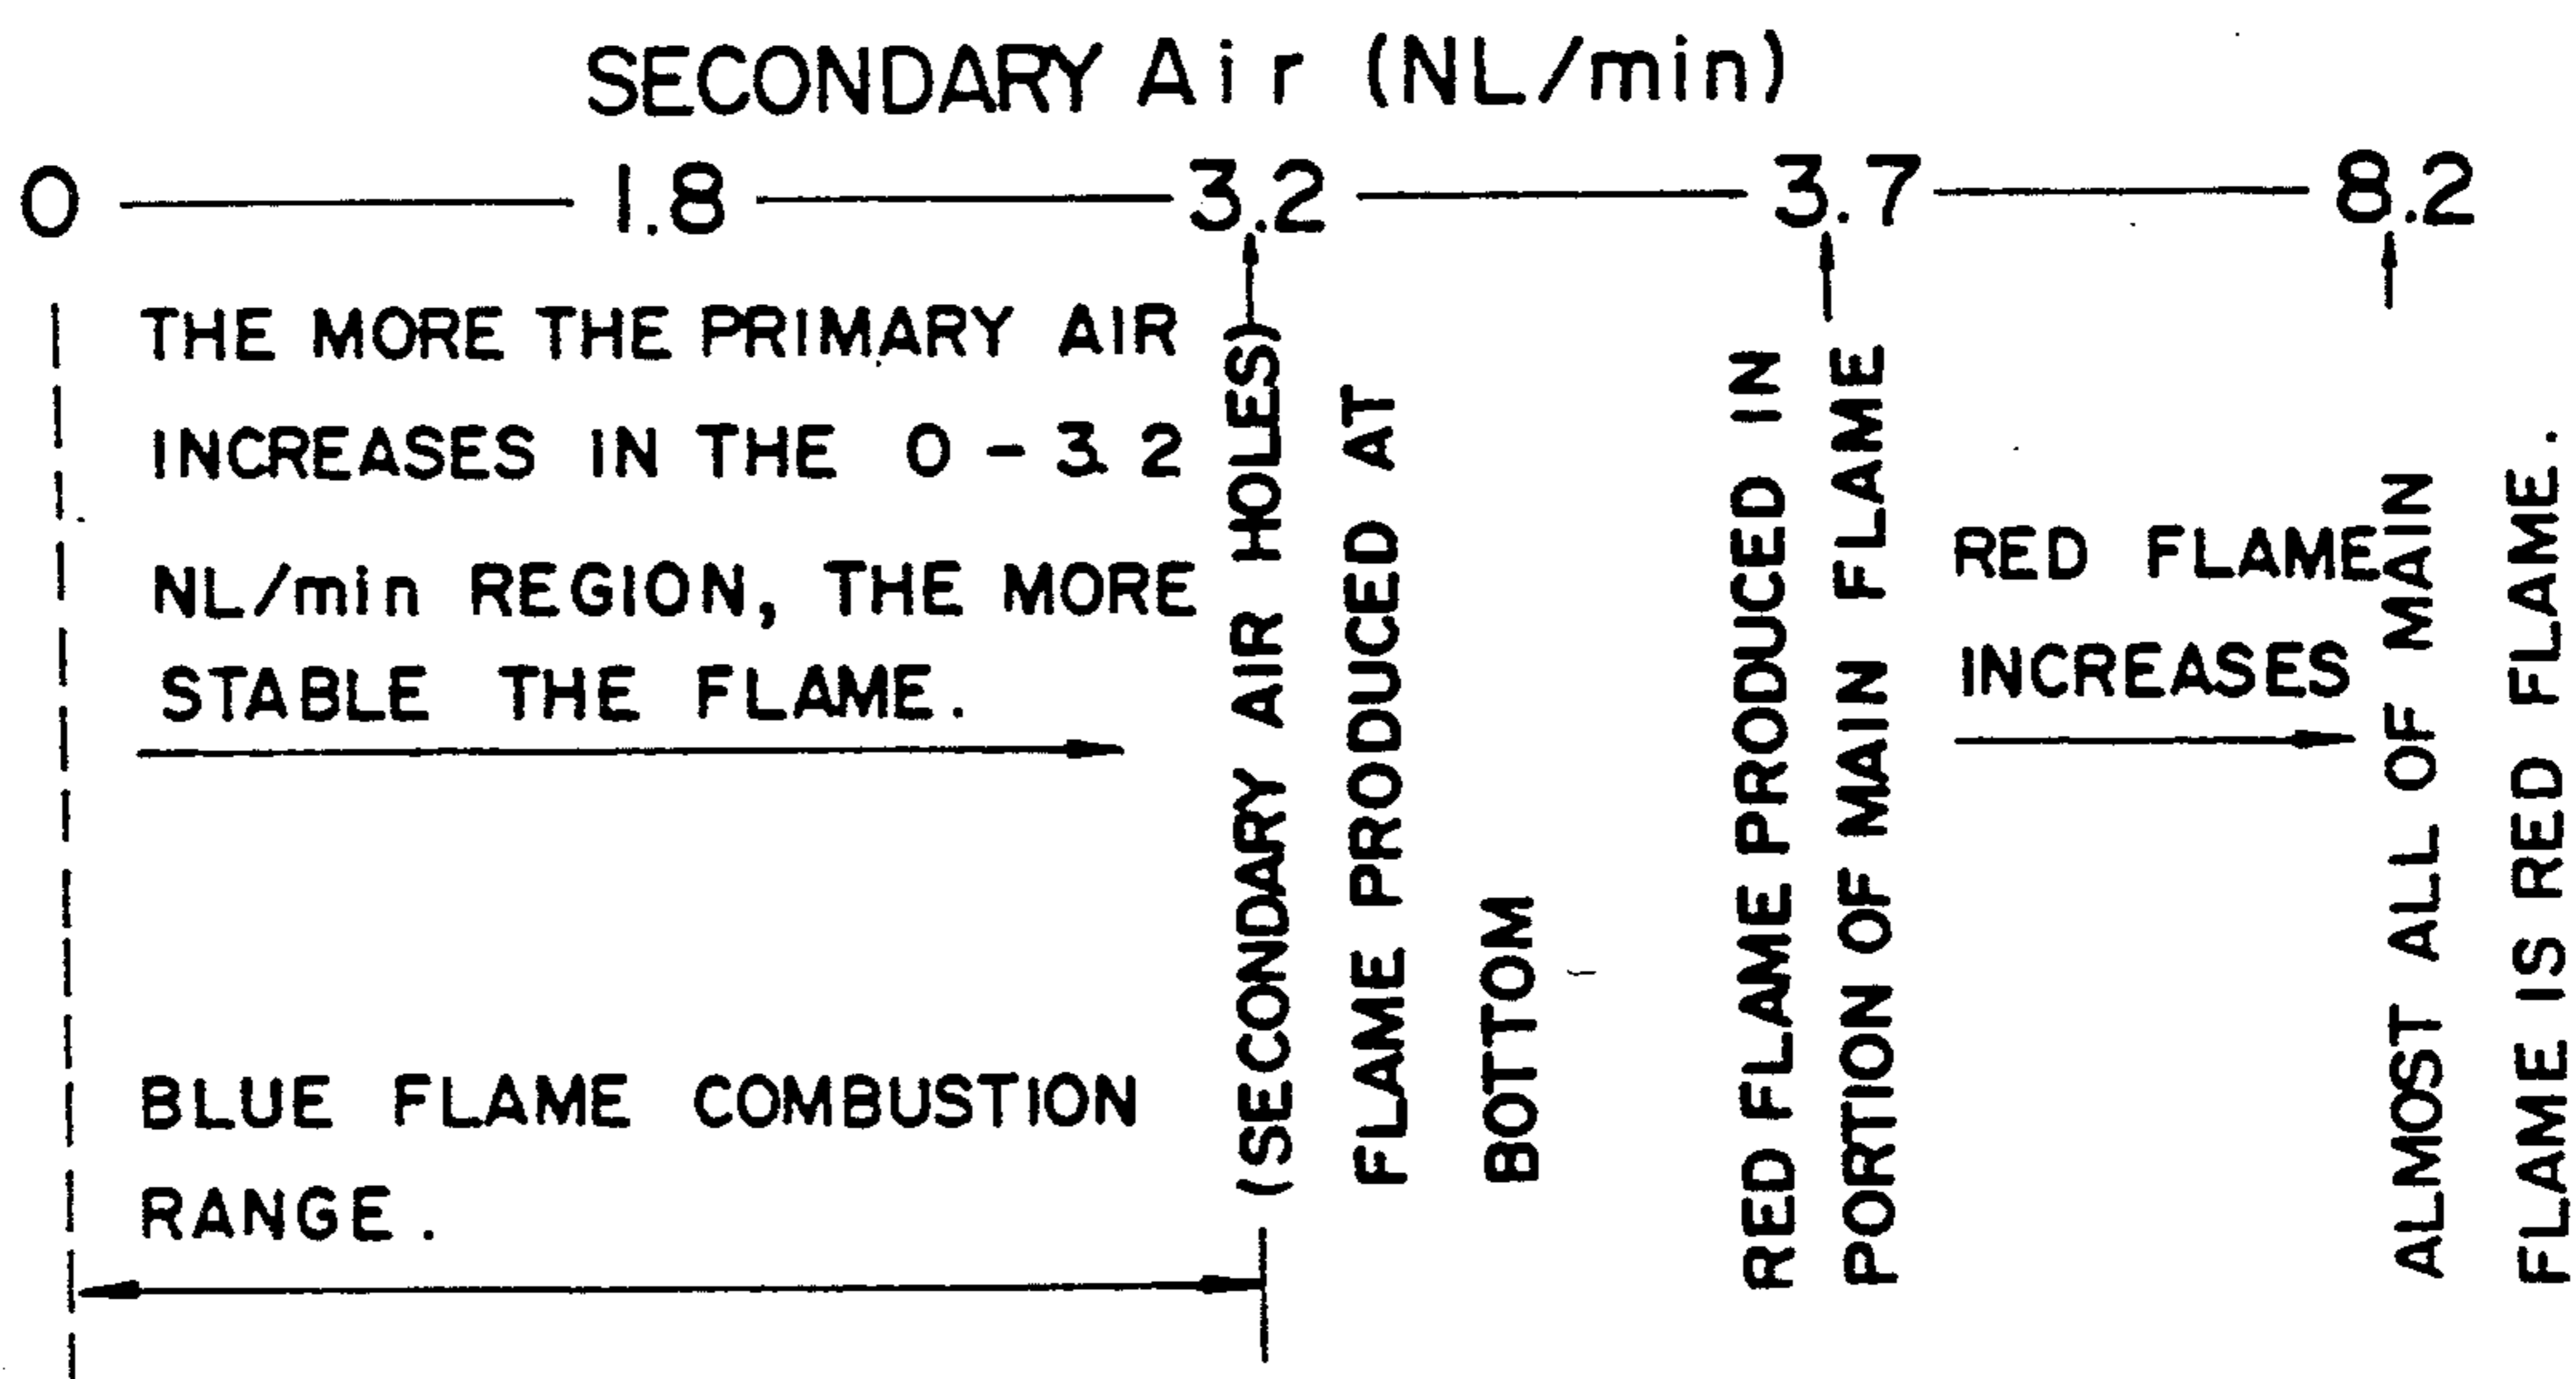 SECONDARY Air (NL/min)
0 1.8 3.2 3.7 8.2
THE MORE THE PRIMARY AIR
INCREASES IN THE 0 - 3.2
NL/min REGION, THE MORE
STABLE THE FLAME.
BLUE FLAME COMBUSTION
RANGE.
(SECONDARY AIR HOLES)
FLAME PRODUCED AT
BOTTOM
RED FLAME PRODUCED IN
PORTION OF MAIN FLAME
RED FLAME
INCREASES
ALMOST ALL OF MAIN
FLAME IS RED FLAME.